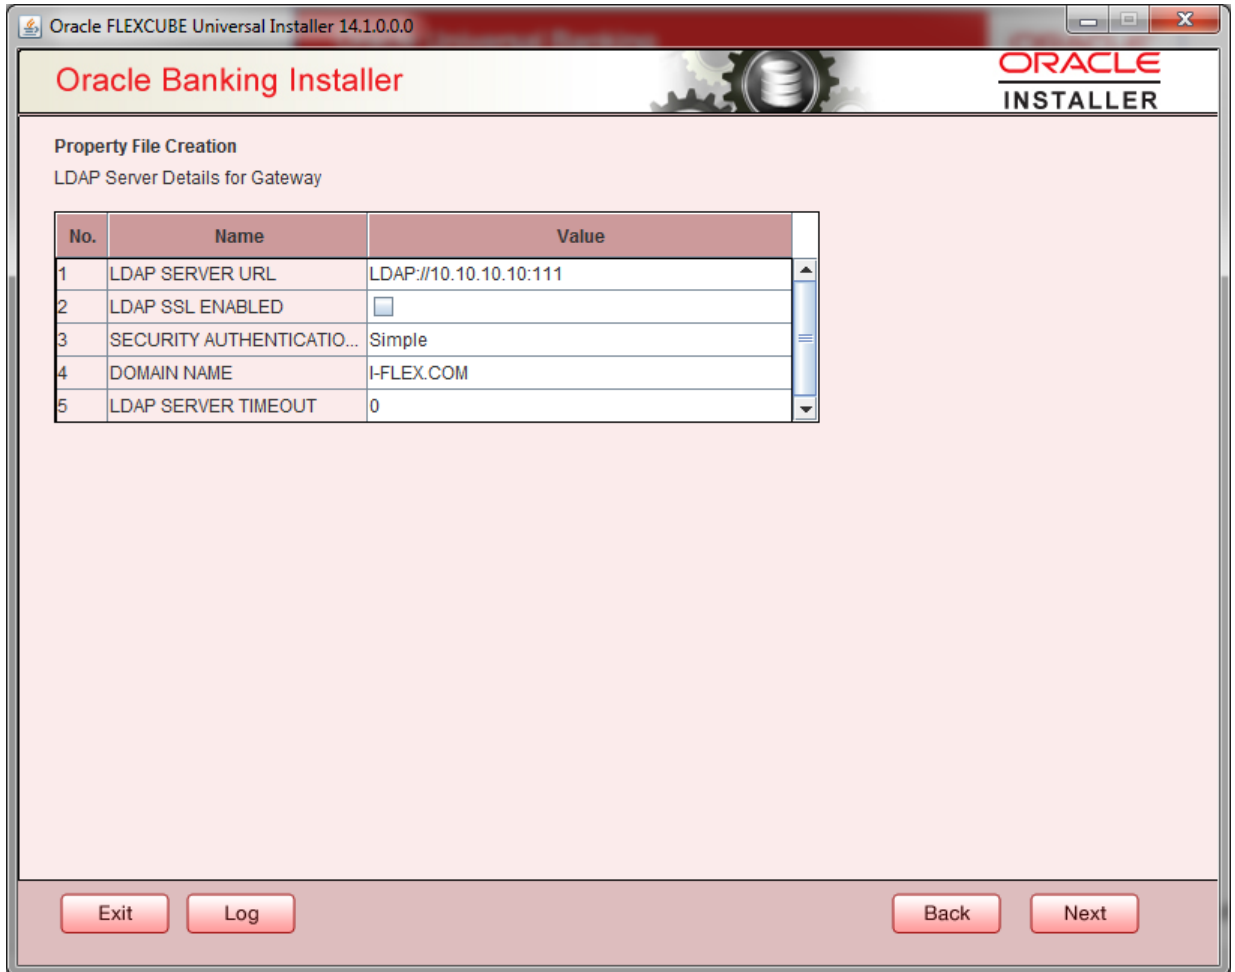 Oracle FLEXCUBE Universal Installer 14.1.0.0.0
Oracle Banking Installer
ORACLE
INSTALLER
Property File Creation
LDAP Server Details for Gateway
No. Name Value
1 LDAP SERVER URL LDAP://10.10.10.10:111
2 LDAP SSL ENABLED
3 SECURITY AUTHENTICATIO... Simple
4 DOMAIN NAME I-FLEX.COM
5 LDAP SERVER TIMEOUT 0
Exit Log Back Next